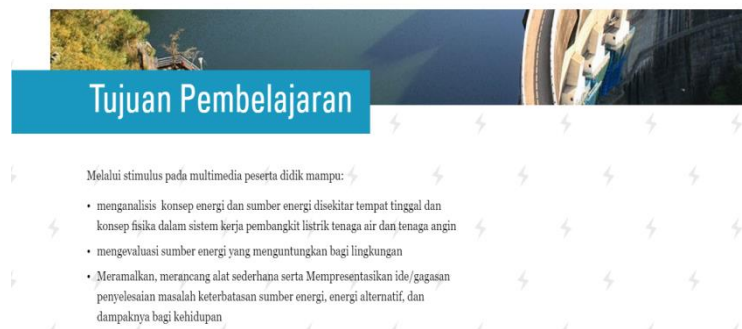 Tujuan Pembelajaran
Melalui stimulus pada multimedia peserta didik mampu:
• menganalisis konsep energi dan sumber energi disekitar tempat tinggal dan
konsep fisika dalam sistem kerja pembangkit listrik tenaga air dan tenaga angin
• mengevaluasi sumber energi yang menguntungkan bagi lingkungan
• Meramalkan, merancang alat sederhana serta Mempresentasikan ide/gagasan
penyelesaian masalah keterbatasan sumber energi, energi alternatif, dan
dampaknya bagi kehidupan